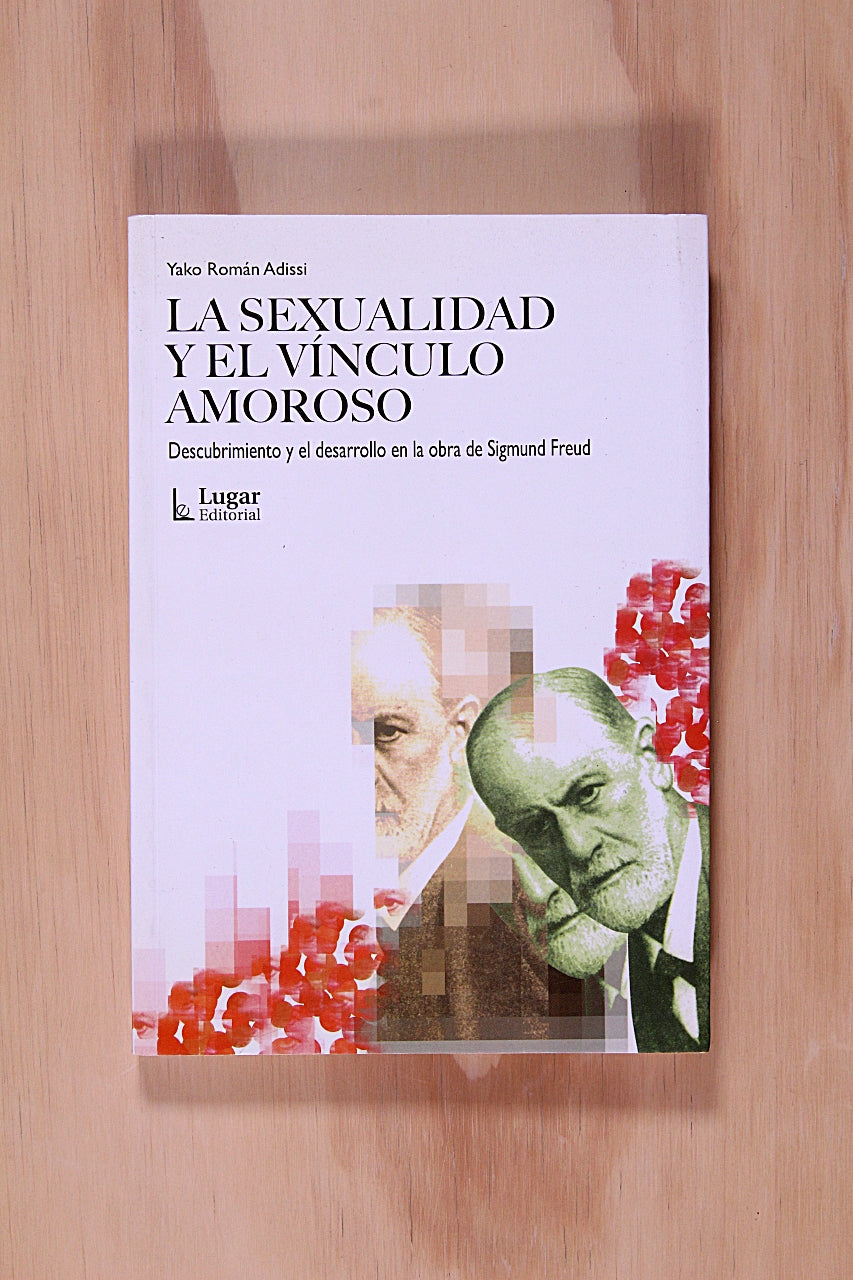 Yako Román Adissi
LA SEXUALIDAD
Y EL VÍNCULO
AMOROSO
Descubrimiento y el desarrollo en la obra de Sigmund Freud
Le Lugar
Editorial